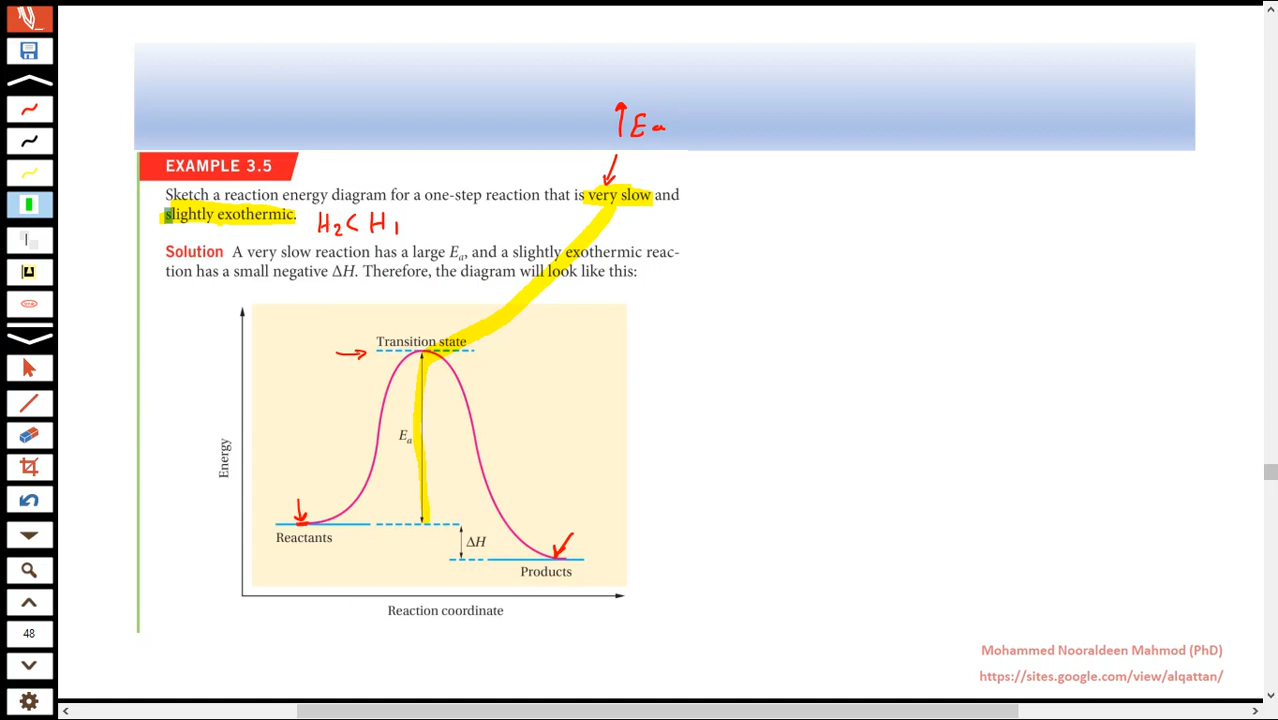 ↑Ea
EXAMPLE 3.5
Sketch a reaction energy diagram for a one-step reaction that is very slow and
slightly exothermic.
H2 < H1
Solution A very slow reaction has a large Ea, and a slightly exothermic reac-
tion has a small negative ΔH. Therefore, the diagram will look like this:
Transition state
Energy
Ea
Reactants
ΔH
Products
Reaction coordinate
48
Mohammed Nooraldeen Mahmod (PhD)
https://sites.google.com/view/alqattan/